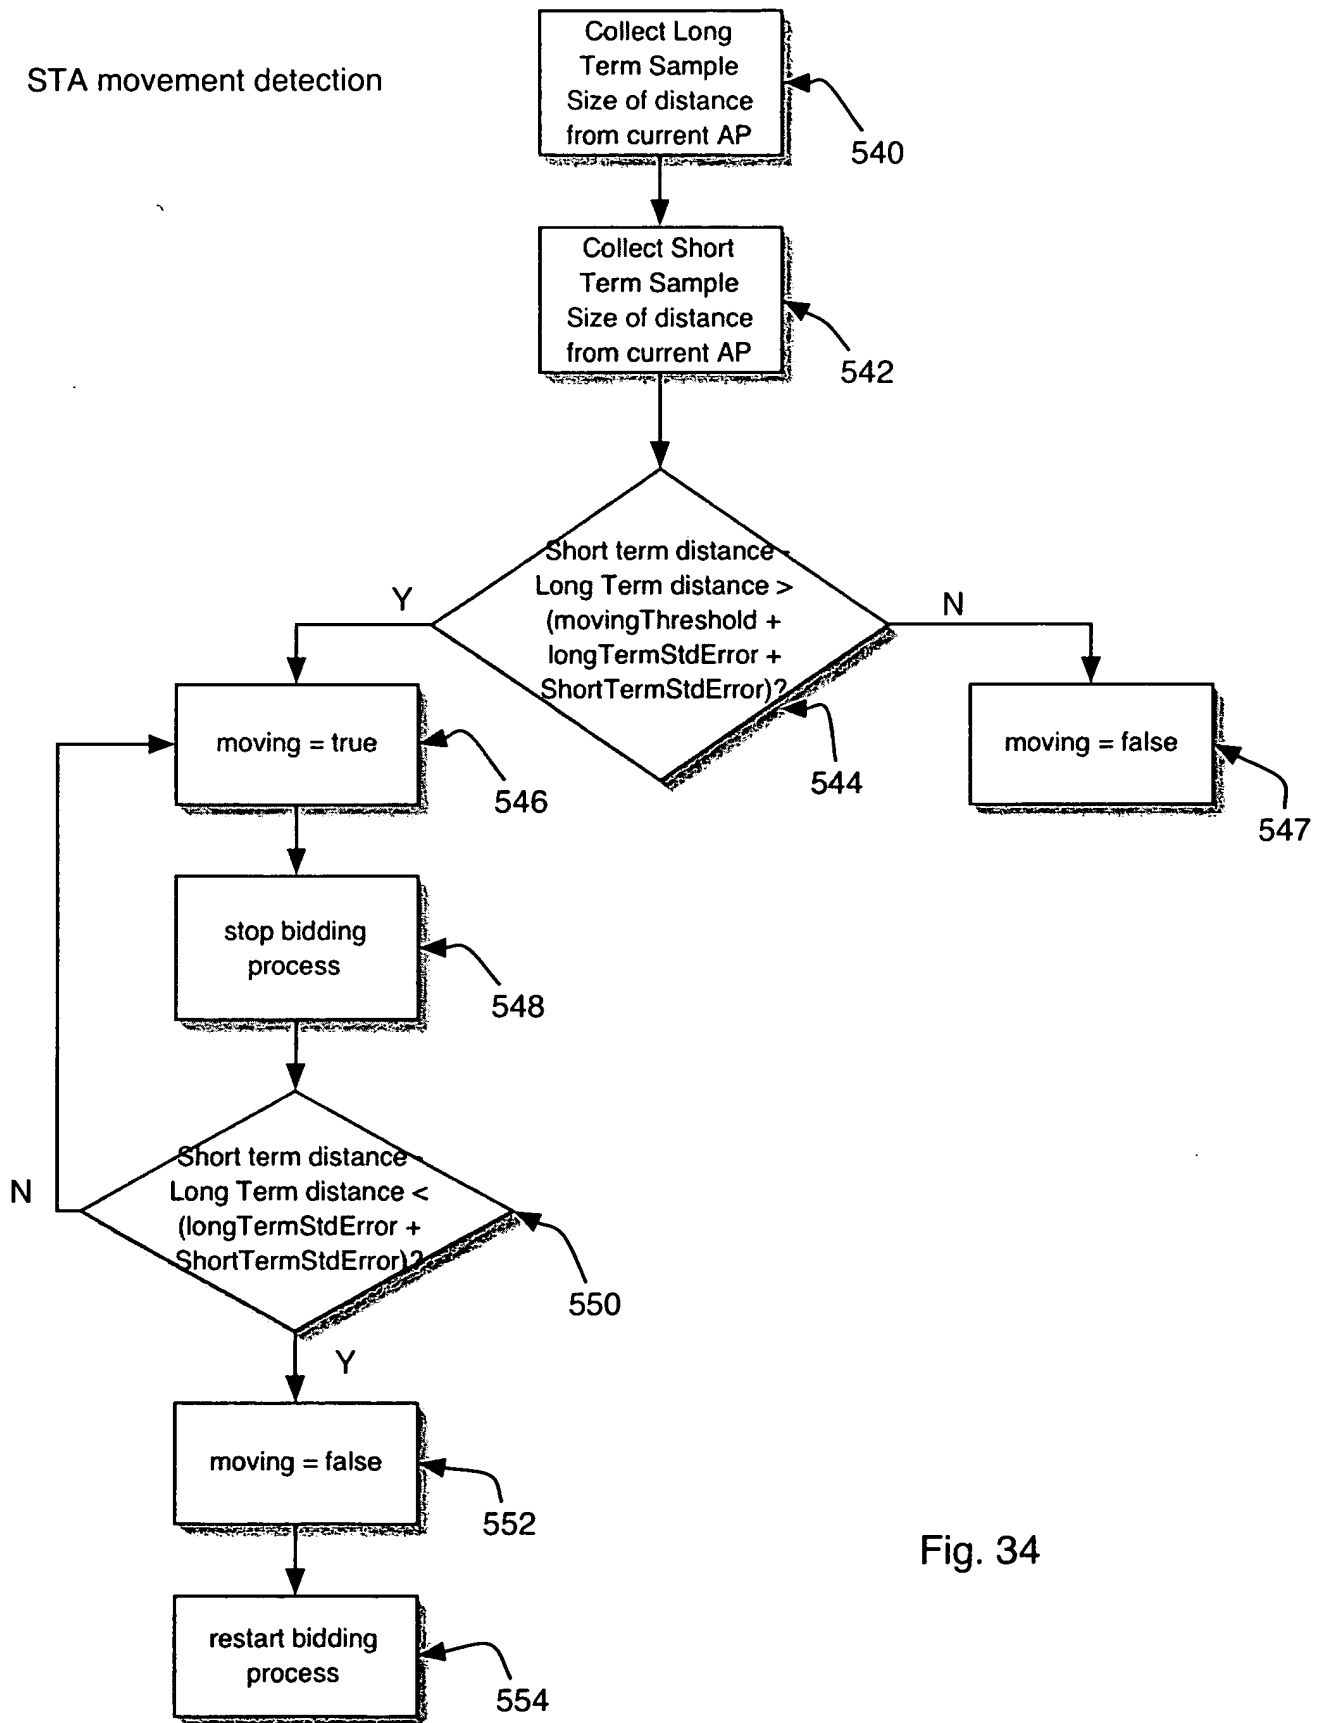 STA movement detection
Collect Long
Term Sample
Size of distance
from current AP
540
Collect Short
Term Sample
Size of distance
from current AP
542
Short term distance -
Long Term distance >
(movingThreshold +
longTermStdError +
ShortTermStdError)?
Y
N
544
moving = true
546
moving = false
547
stop bidding
process
548
Short term distance -
Long Term distance <
(longTermStdError +
ShortTermStdError)?
N
550
Y
moving = false
552
restart bidding
process
554
Fig. 34